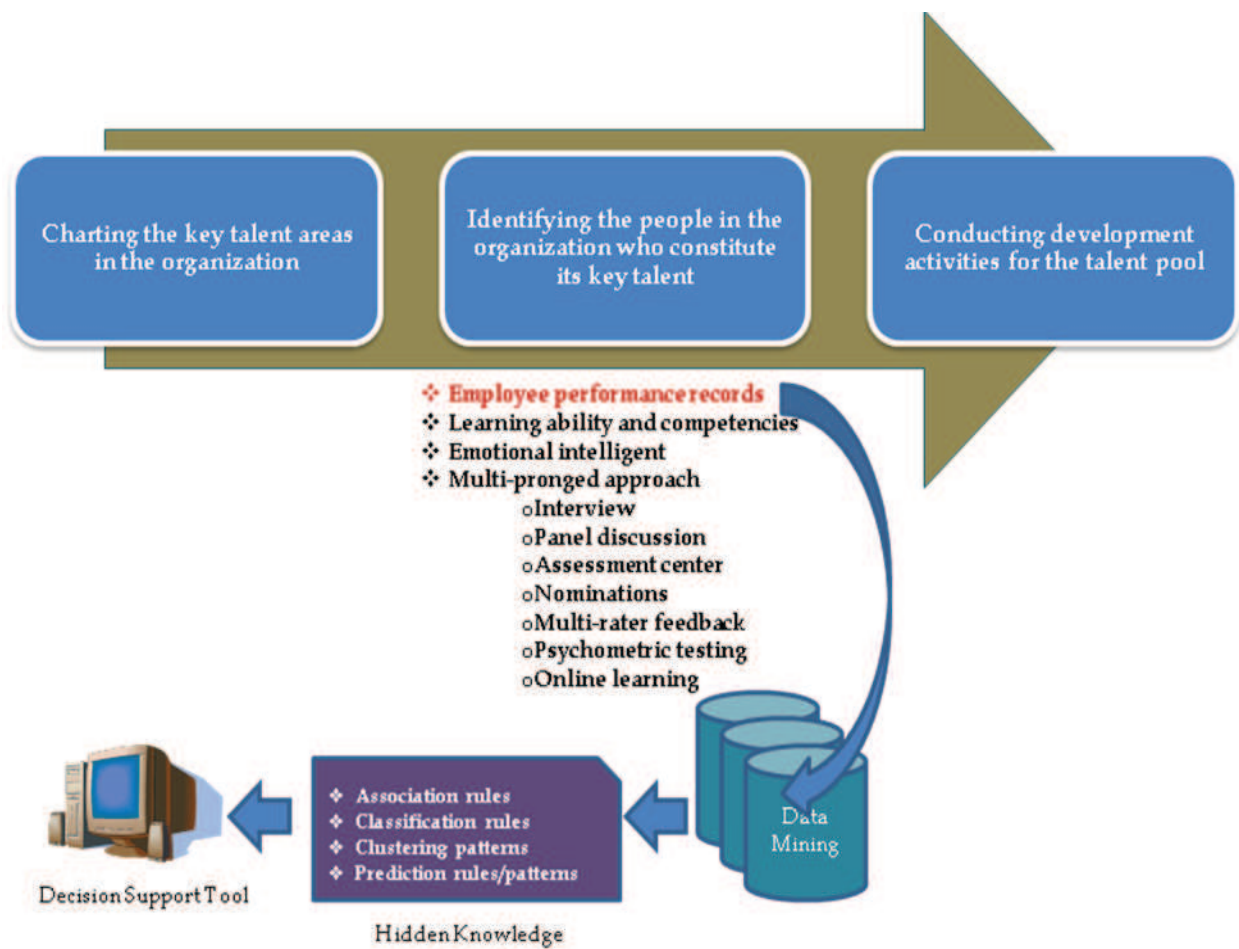 Charting the key talent areas
in the organization
Identifying the people in the
organization who constitute
its key talent
Conducting development
activities for the talent pool
❖ Employee performance records
❖ Learning ability and competencies
❖ Emotional intelligent
❖ Multi-pronged approach
oInterview
oPanel discussion
oAssessment center
oNominations
oMulti-rater feedback
oPsychometric testing
oOnline learning
Data
Mining
❖ Association rules
❖ Classification rules
❖ Clustering patterns
❖ Prediction rules/patterns
Hidden Knowledge
Decision Support Tool